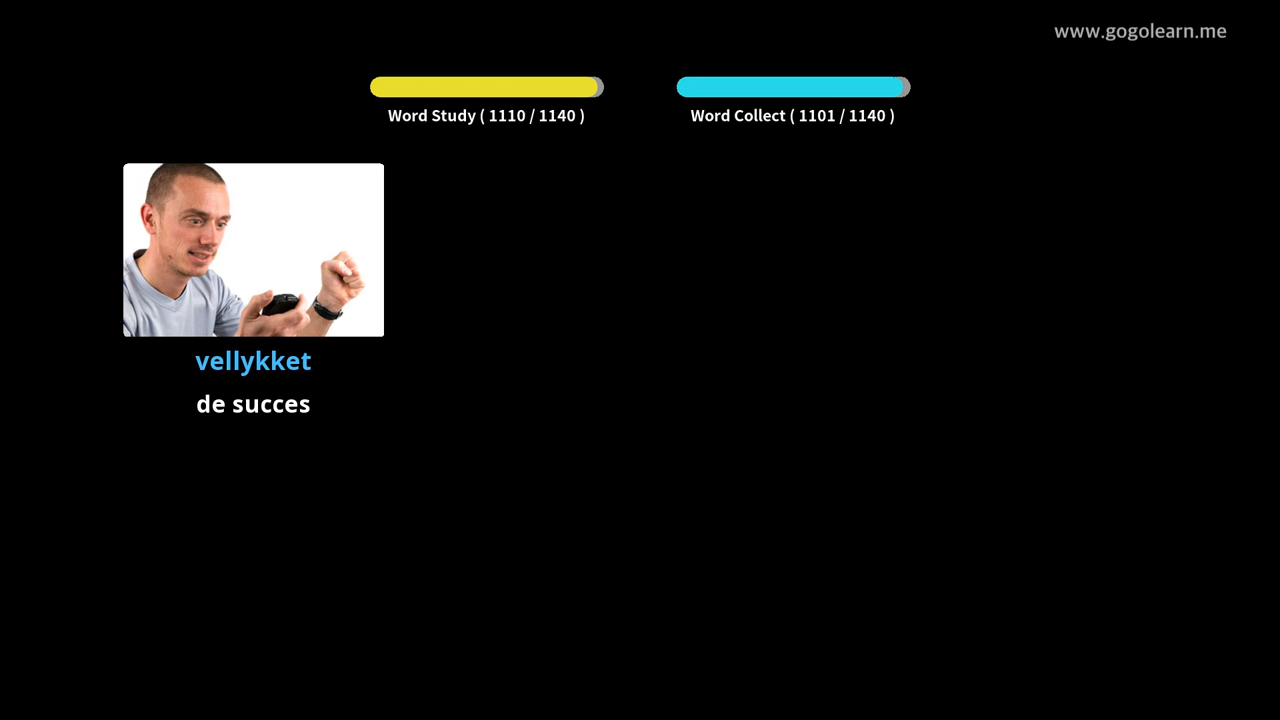 www.gogolearn.me
Word Study ( 1110 / 1140 )
Word Collect ( 1101 / 1140 )
vellykket
de succes